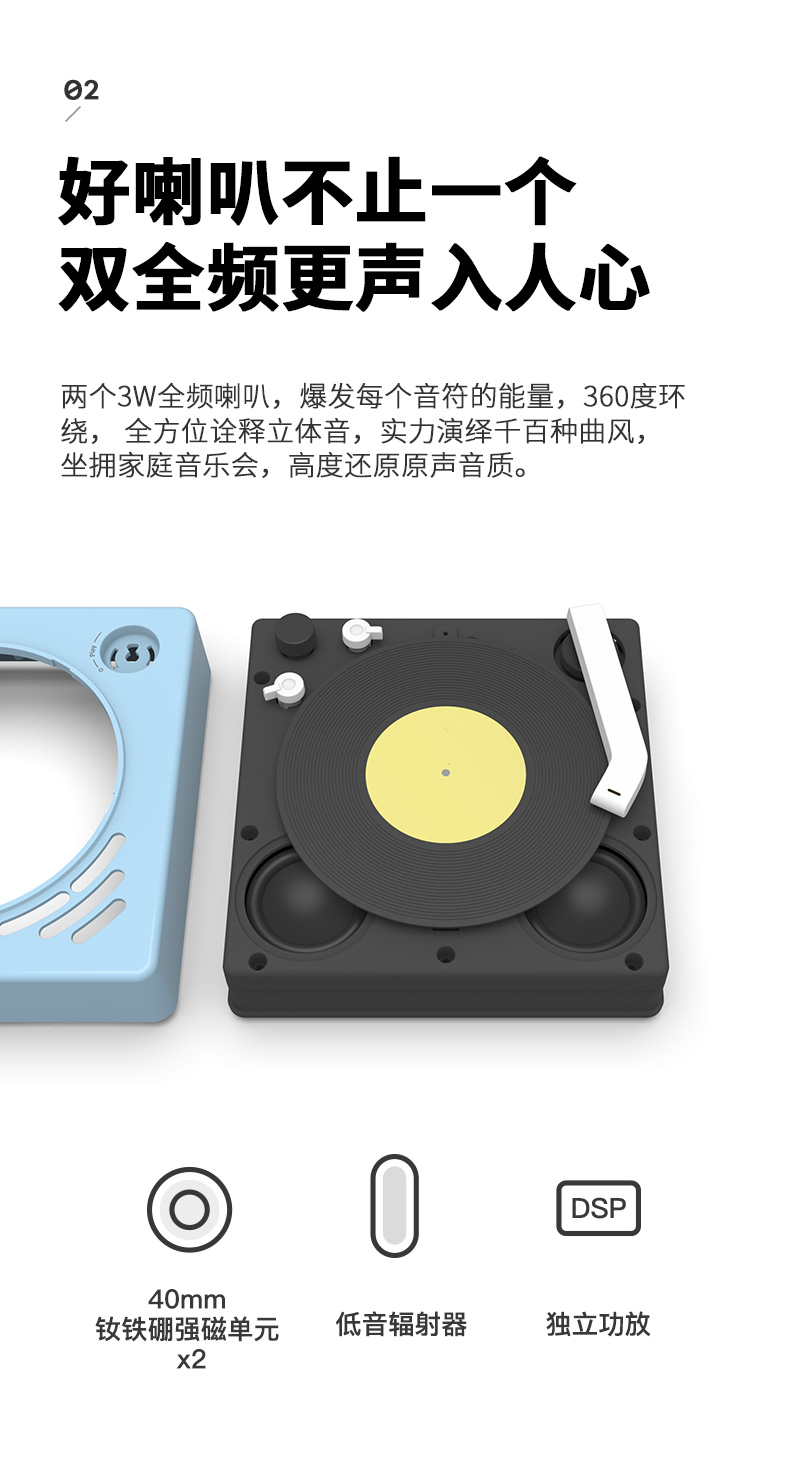 02
好喇叭不止一个
双全频更声入人心
两个3W全频喇叭，爆发每个音符的能量，360度环
绕， 全方位诠释立体音，实力演绎千百种曲风，
坐拥家庭音乐会，高度还原原声音质。
Play
DSP
40mm
钕铁硼强磁单元
x2
低音辐射器
独立功放